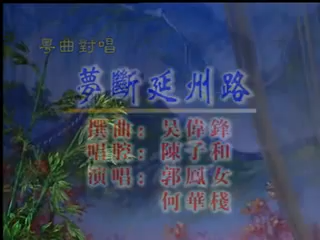 粵曲對唱
夢斷延州路
撰曲：吳偉鋒
唱腔：陳子和
演唱：郭鳳女
何華棧